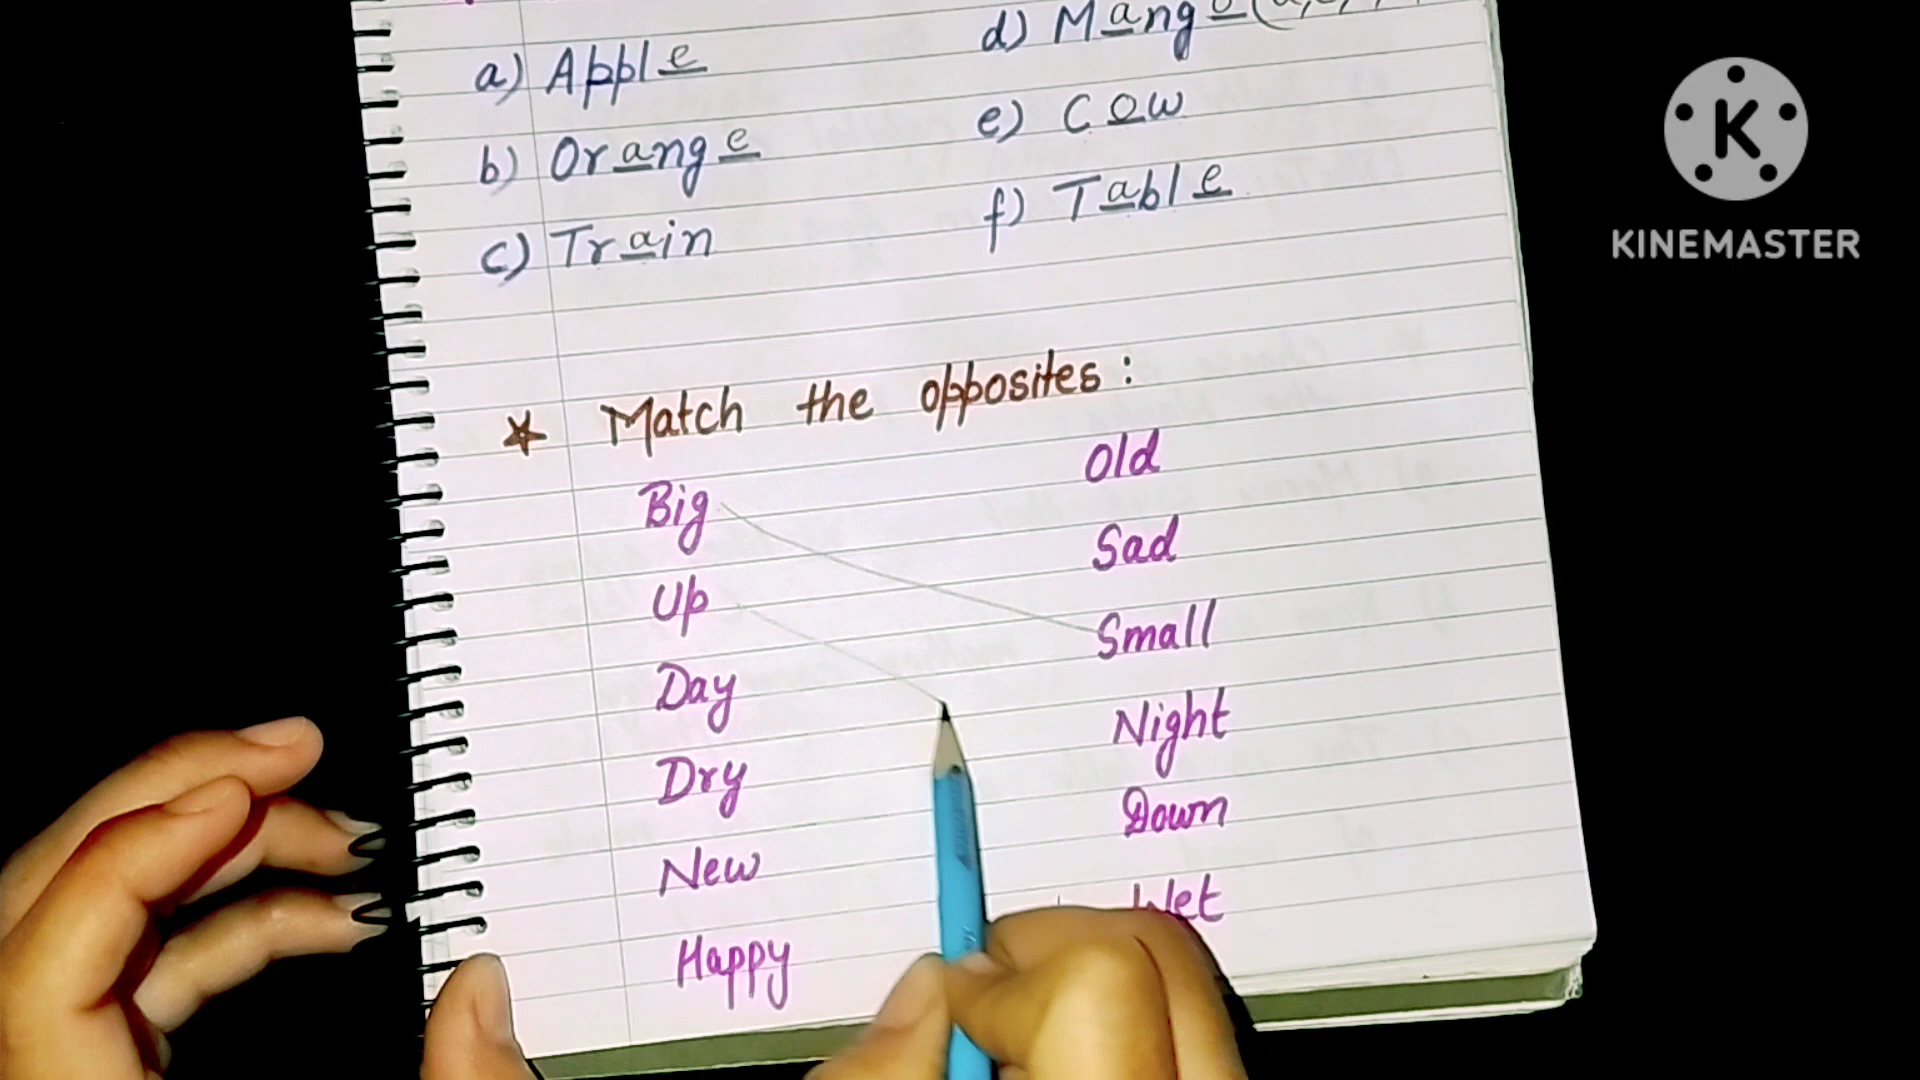 a) Apple
b) Orange
c) Train
d) Mango
e) Cow
f) Table
* Match the opposites :
Big
Up
Day
Dry
New
Happy
Old
Sad
Small
Night
Down
Wet
K
KINEMASTER